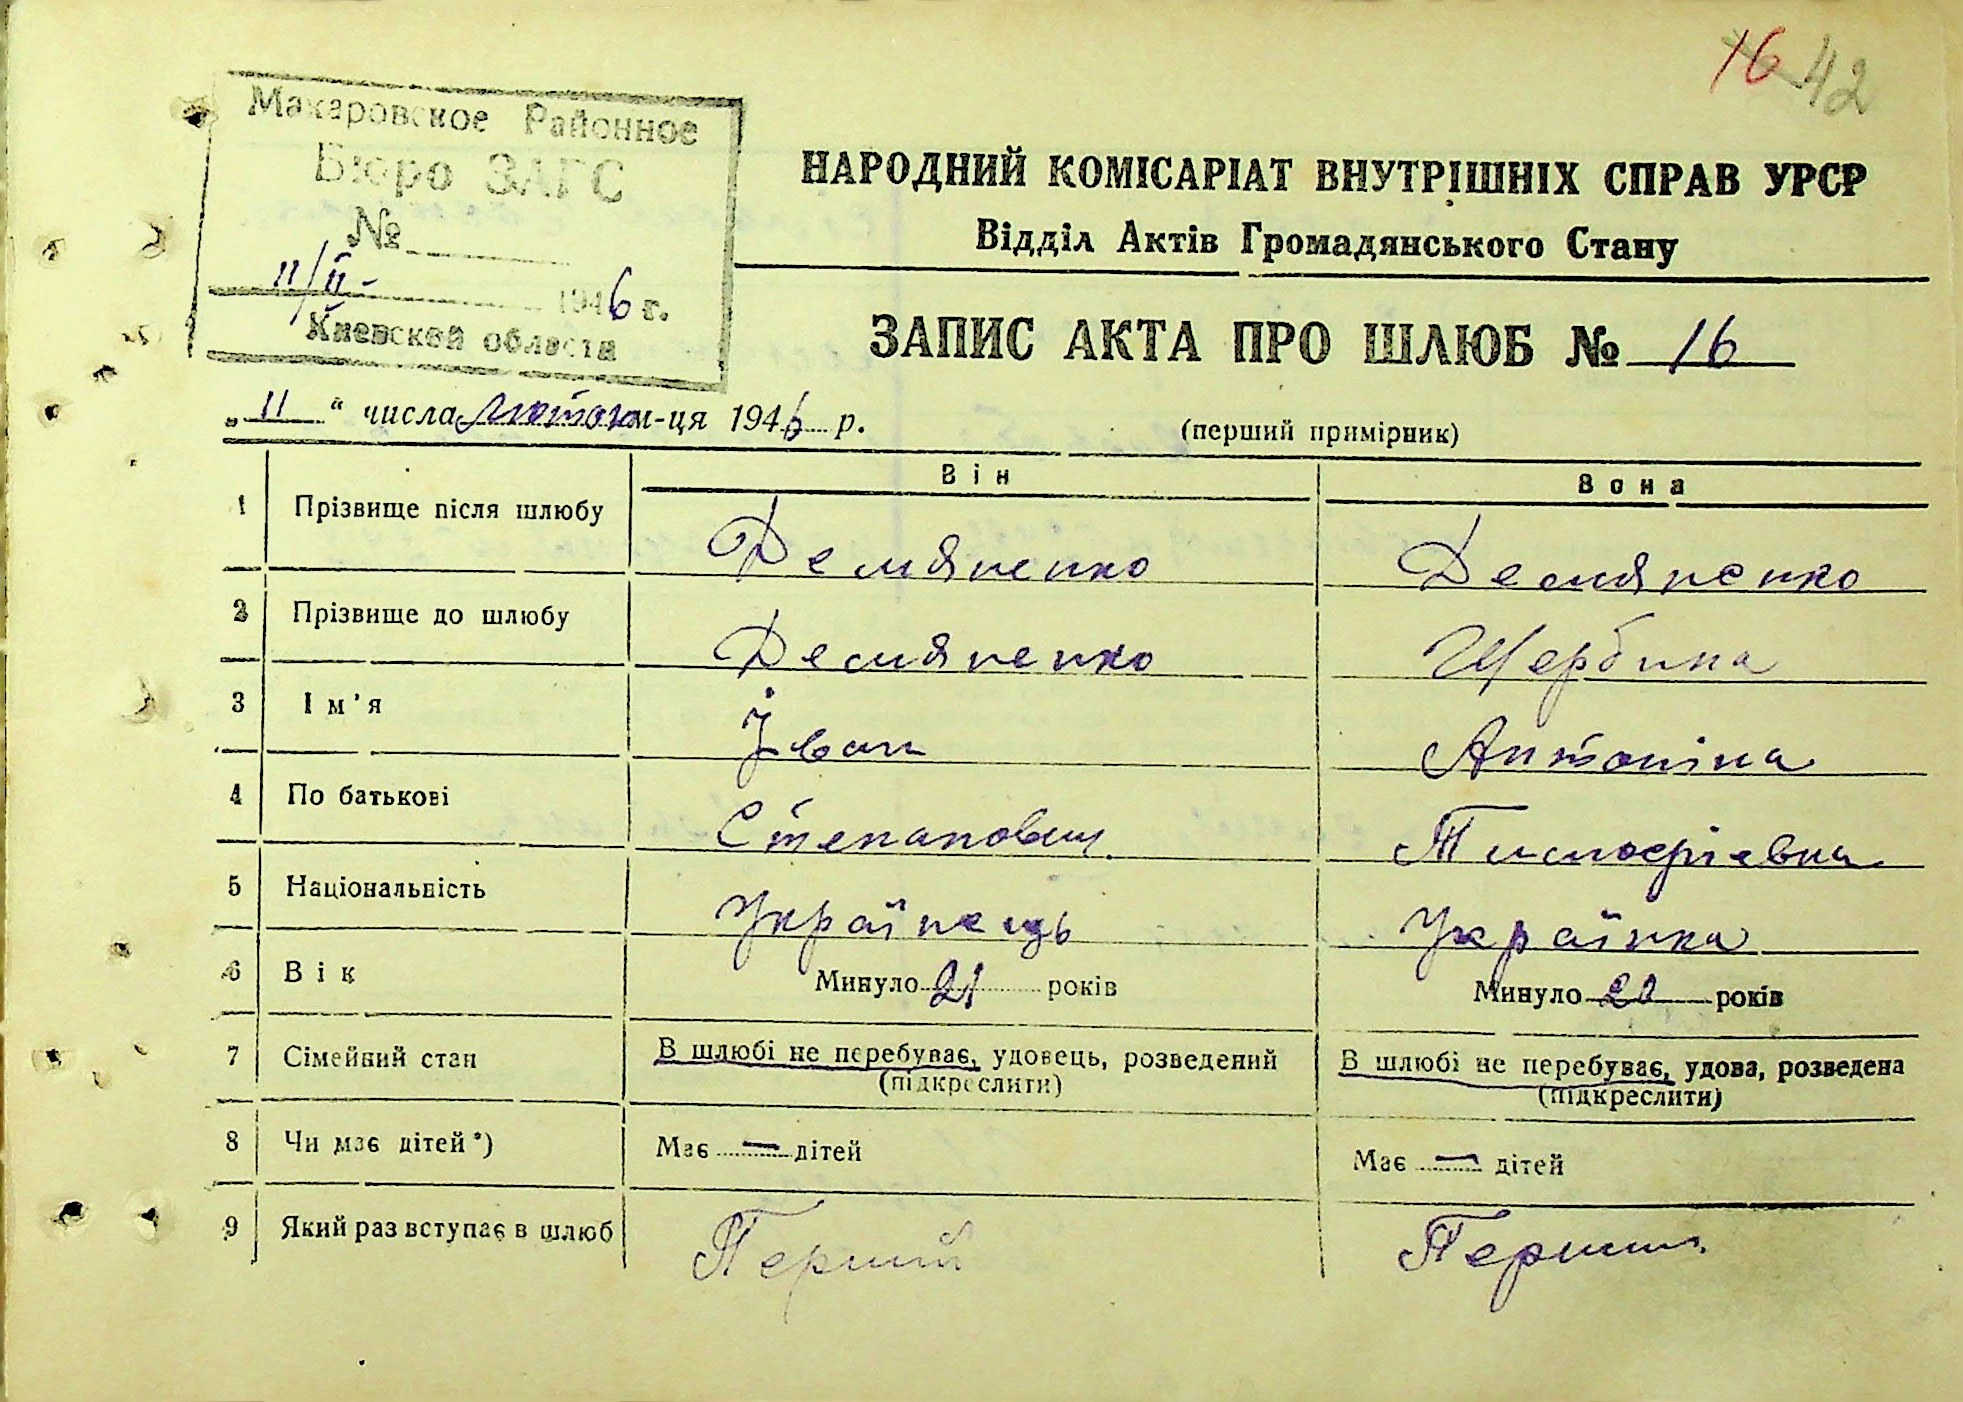 16 42
Макаровское Районное
Бюро ЗАГС
№
11/II- 1946 г.
Киевской области
НАРОДНИЙ КОМІСАРІАТ ВНУТРІШНІХ СПРАВ УРСР
Відділ Актів Громадянського Стану
ЗАПИС АКТА ПРО ШЛЮБ № 16
„ 11 “ числа лютого м-ця 1946 р. (перший примірник)
Він Вона
1 Прізвище після шлюбу Демяненко Демяненко
2 Прізвище до шлюбу Демяненко Щербина
3 Ім'я Іван Антоніна
4 По батькові Степанович
5 Національність Українець Українка
6 Вік Минуло 21 років Минуло 20 років
7 Сімейний стан В шлюбі не перебуває, удовець, розведений В шлюбі не перебуває, удова, розведена
(підкреслити) (підкреслити)
8 Чи має дітей*) Має — дітей Має — дітей
9 Який раз вступає в шлюб Перший Перший